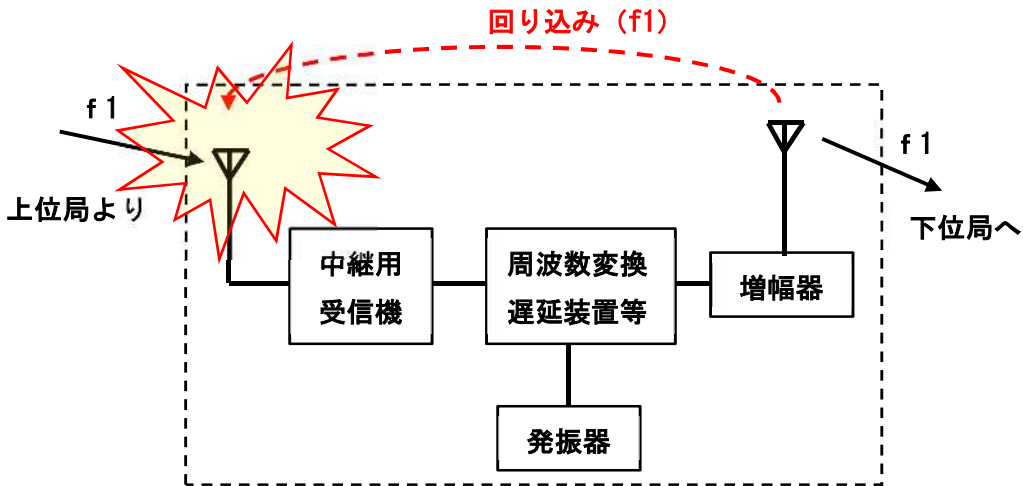 回り込み（f1）
f1
上位局より
f1
下位局へ
中継用
受信機
周波数変換
遅延装置等
増幅器
発振器